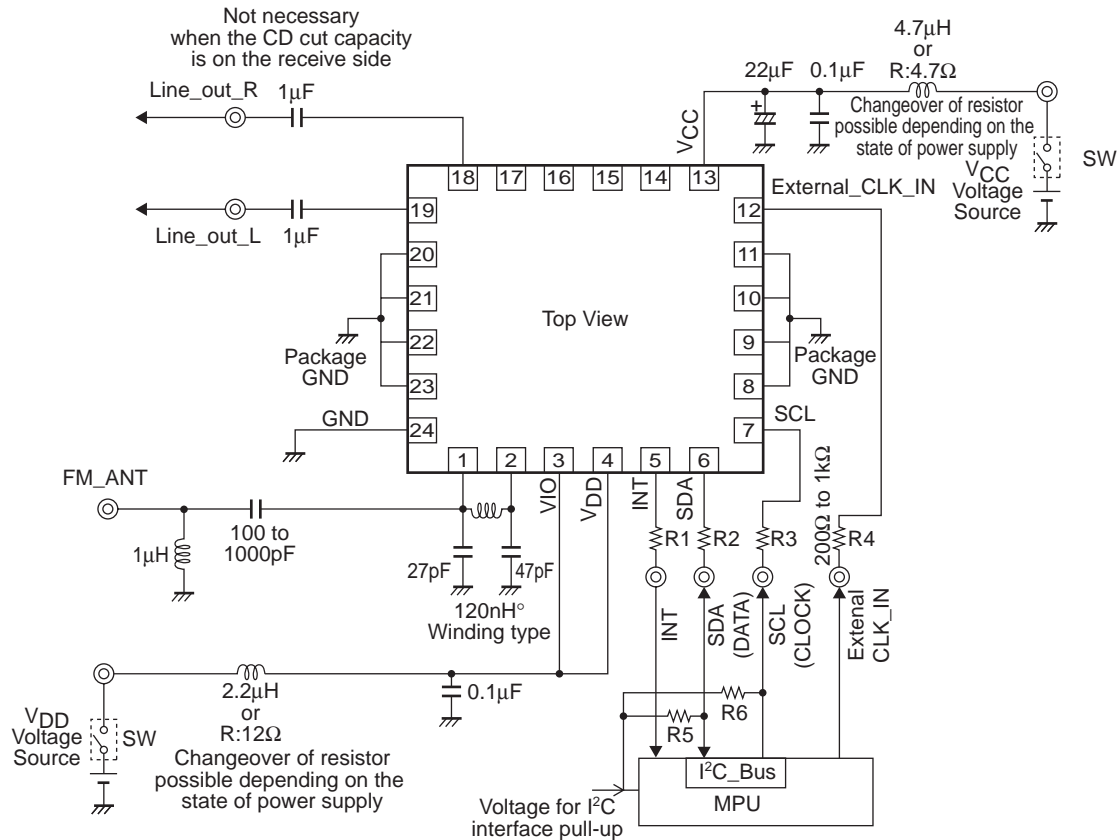 Not necessary
when the CD cut capacity
is on the receive side
Line_out_R
1μF
Line_out_L
1μF
4.7μH
or
R:4.7Ω
22μF
0.1μF
+
Changeover of resistor
possible depending on the
state of power supply
VCC
SW
VCC
Voltage
Source
External_CLK_IN
18
17
16
15
14
13
19
20
21
22
23
24
12
11
10
9
8
7
Top View
Package
GND
Package
GND
GND
SCL
1
2
3
4
5
6
FM_ANT
1μH
100 to
1000pF
27pF
47pF
120nH°
Winding type
VIO
VDD
INT
SDA
200Ω to 1kΩ
R1
R2
R3
R4
INT
SDA
(DATA)
SCL
(CLOCK)
Extenal
CLK_IN
2.2μH
or
R:12Ω
0.1μF
VDD
Voltage
Source
SW
Changeover of resistor
possible depending on the
state of power supply
R6
R5
I²C_Bus
MPU
Voltage for I²C
interface pull-up